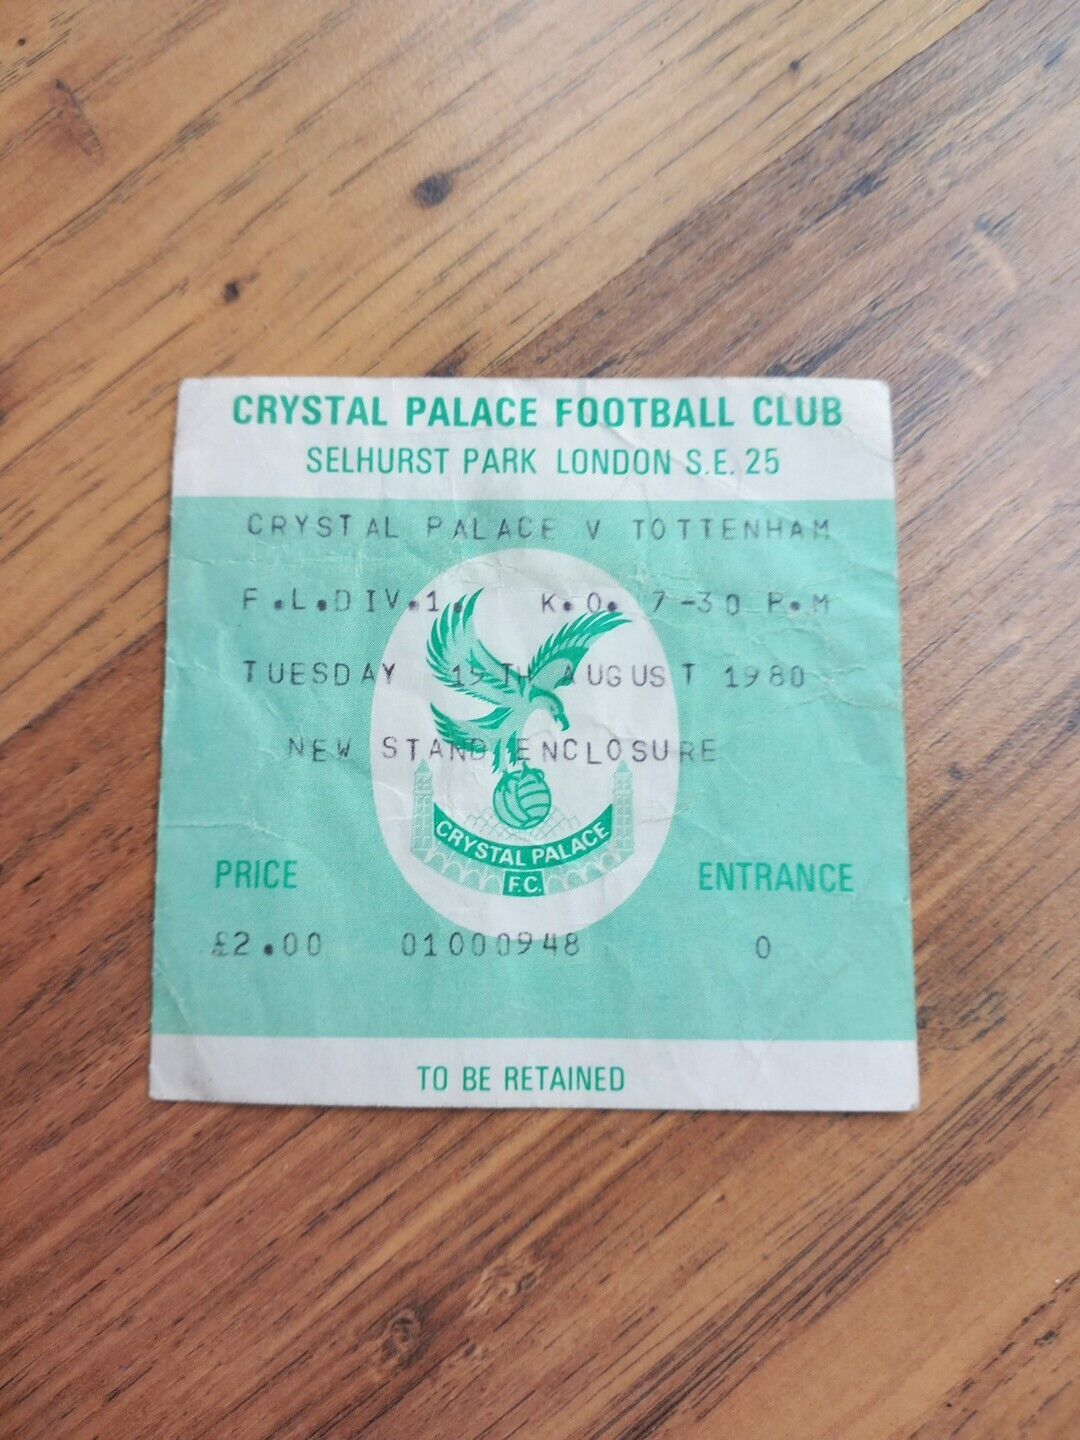 CRYSTAL PALACE FOOTBALL CLUB
SELHURST PARK LONDON S.E. 25
CRYSTAL PALACE V TOTTENHAM
F.L.DIV.1. K.O. 7-30 P.M
TUESDAY 19TH AUGUST 1980
NEW STAND ENCLOSURE
CRYSTAL PALACE
F.C.
PRICE ENTRANCE
£2.00 01000948 0
TO BE RETAINED